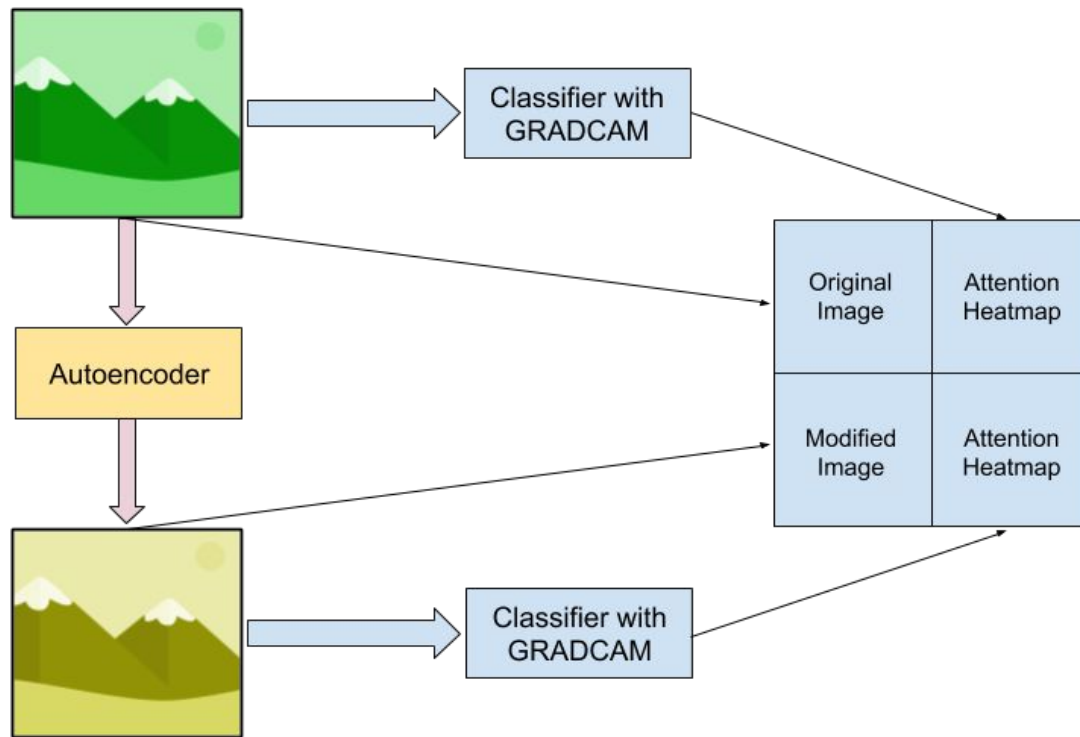 Classifier with
GRADCAM
Original
Image
Attention
Heatmap
Autoencoder
Modified
Image
Attention
Heatmap
Classifier with
GRADCAM